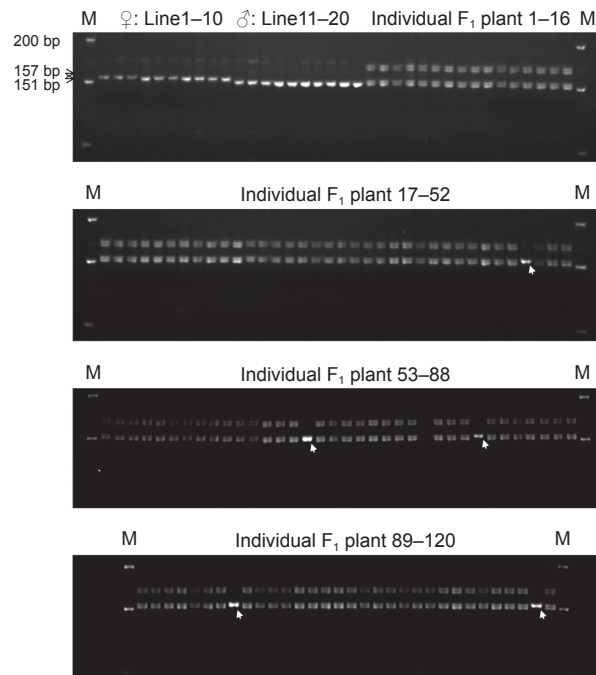 M ♀: Line1–10 ♂: Line11–20 Individual F₁ plant 1–16 M
200 bp
157 bp
151 bp
M Individual F₁ plant 17–52 M
M Individual F₁ plant 53–88 M
M Individual F₁ plant 89–120 M